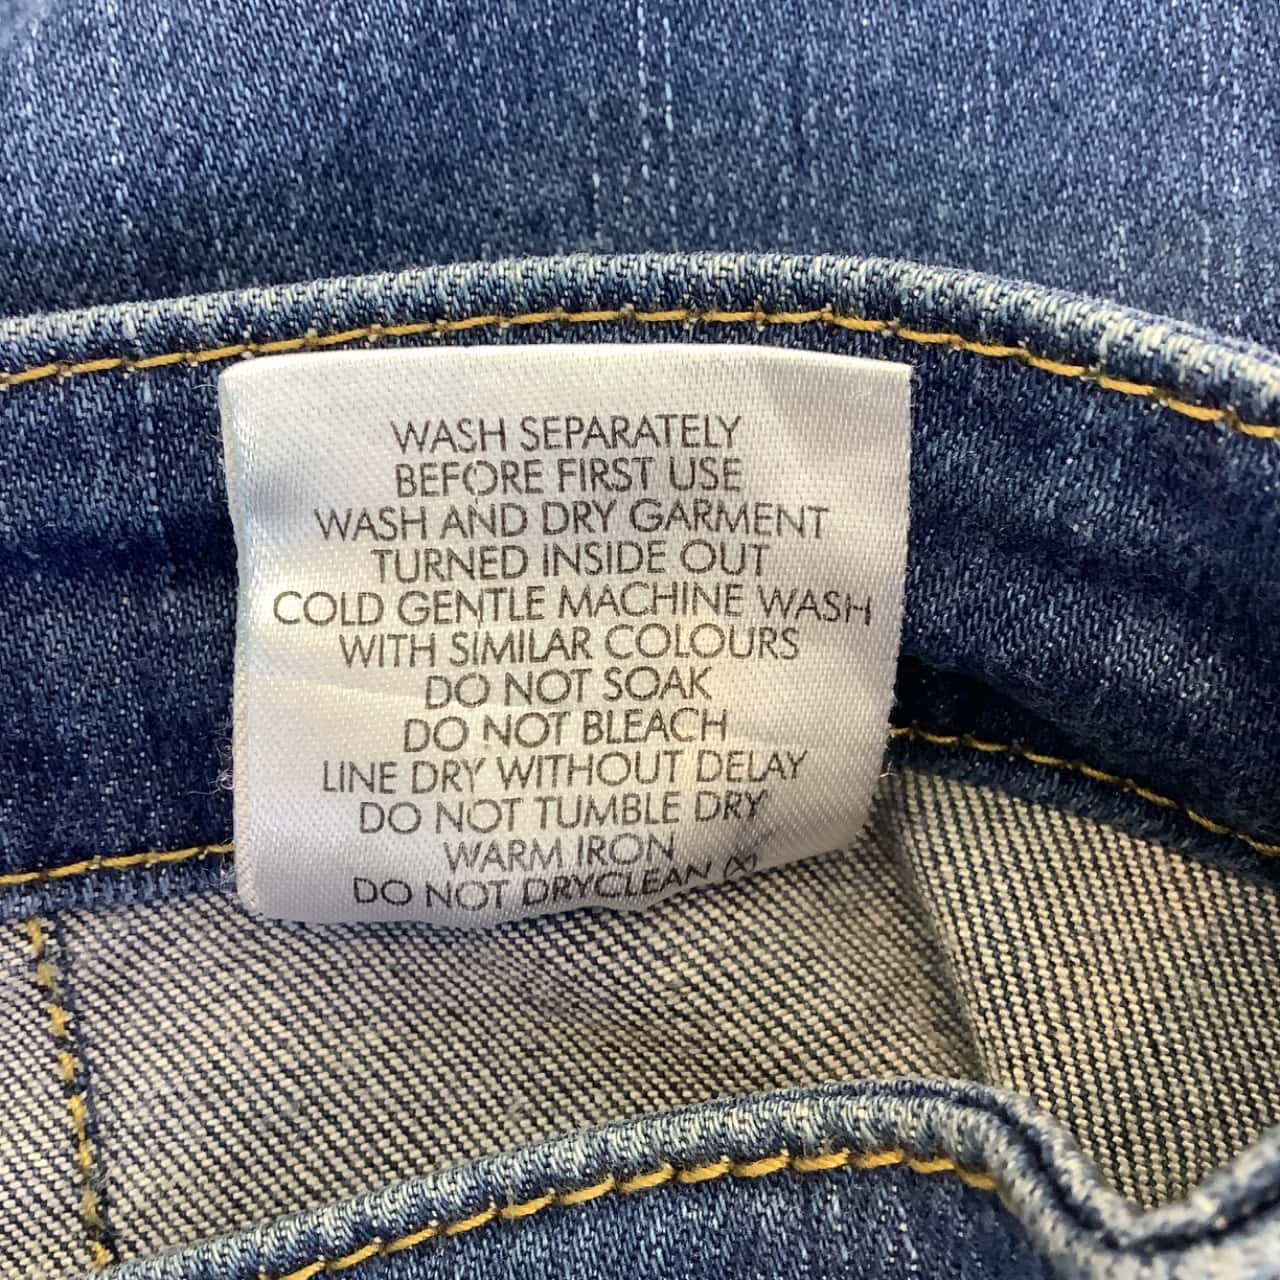 WASH SEPARATELY
BEFORE FIRST USE
WASH AND DRY GARMENT
TURNED INSIDE OUT
COLD GENTLE MACHINE WASH
WITH SIMILAR COLOURS
DO NOT SOAK
DO NOT BLEACH
LINE DRY WITHOUT DELAY
DO NOT TUMBLE DRY
WARM IRON
DO NOT DRYCLEAN (X)